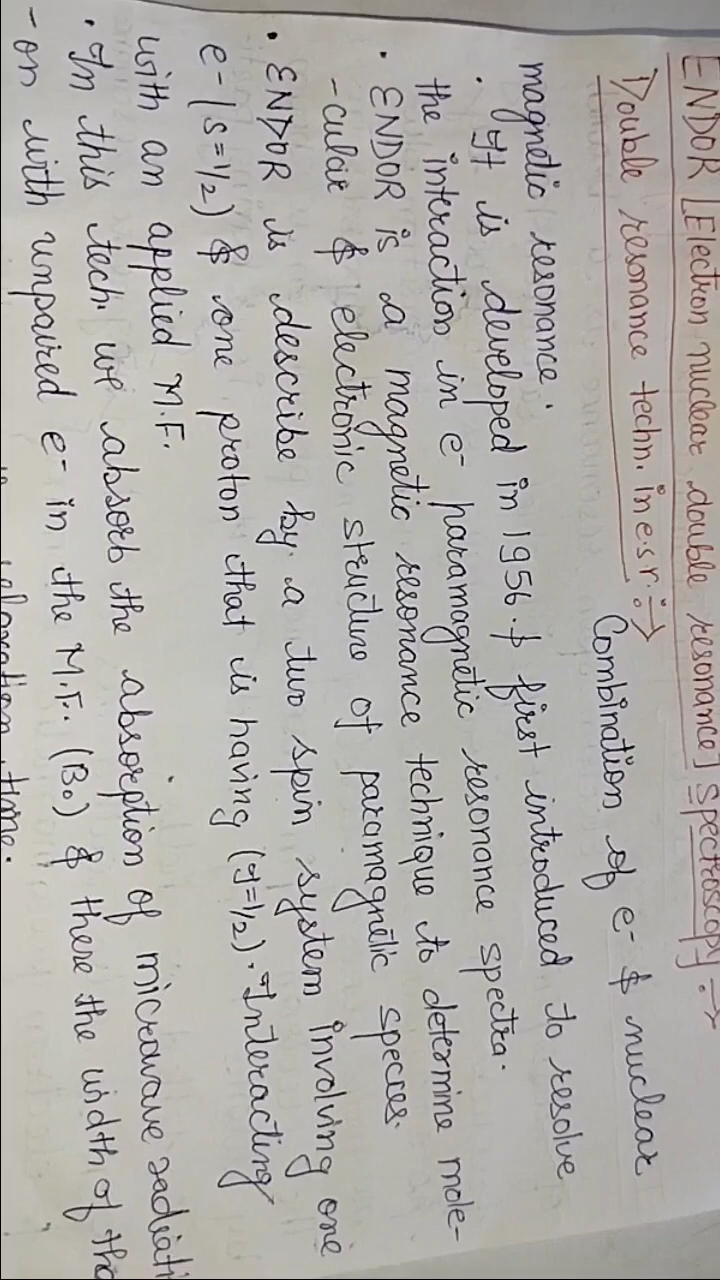 ENDOR [Electron nuclear double resonance] spectroscopy :→
Double resonance techn. in e.s.r. :→
Combination of e- & nuclear
magnetic resonance.
· It is developed in 1956 & first introduced to resolve
the interaction in e- paramagnetic resonance spectra.
· ENDOR is a magnetic resonance technique to determine mole-
-cular & electronic structure of paramagnetic species.
· ENDOR is describe by a two spin system involving one
e- (s=1/2) & one proton that is having (I=1/2). Interacting
with an applied M.F.
· In this tech. we absorb the absorption of microwave radiati
-on with unpaired e- in the M.F. (B₀) & there the width of the
relaxation time.